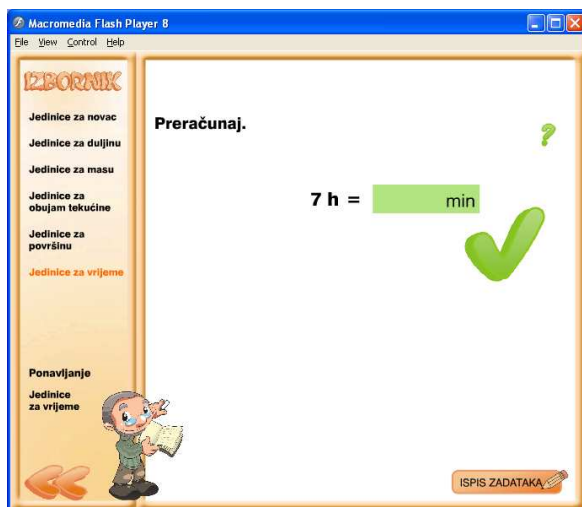 Macromedia Flash Player 8
File View Control Help
IZBORNIK
Jedinice za novac
Jedinice za duljinu
Jedinice za masu
Jedinice za
obujam tekućine
Jedinice za
površinu
Jedinice za vrijeme
Ponavljanje
Jedinice
za vrijeme
Preračunaj.
?
7 h = min
ISPIS ZADATAKA